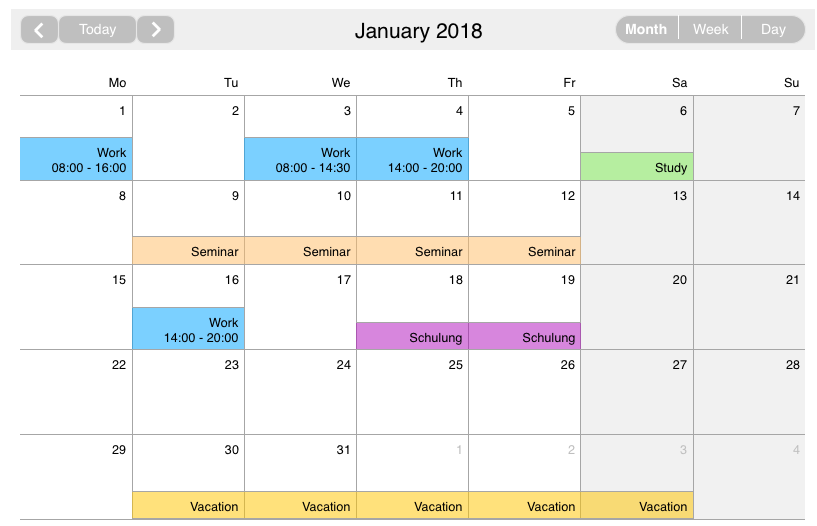 Today
January 2018
Month Week Day
Mo Tu We Th Fr Sa Su
1 2 3 4 5 6 7
Work Work Work
08:00 - 16:00 08:00 - 14:30 14:00 - 20:00 Study
8 9 10 11 12 13 14
Seminar Seminar Seminar Seminar
15 16 17 18 19 20 21
Work
14:00 - 20:00 Schulung Schulung
22 23 24 25 26 27 28
29 30 31 1 2 3 4
Vacation Vacation Vacation Vacation Vacation